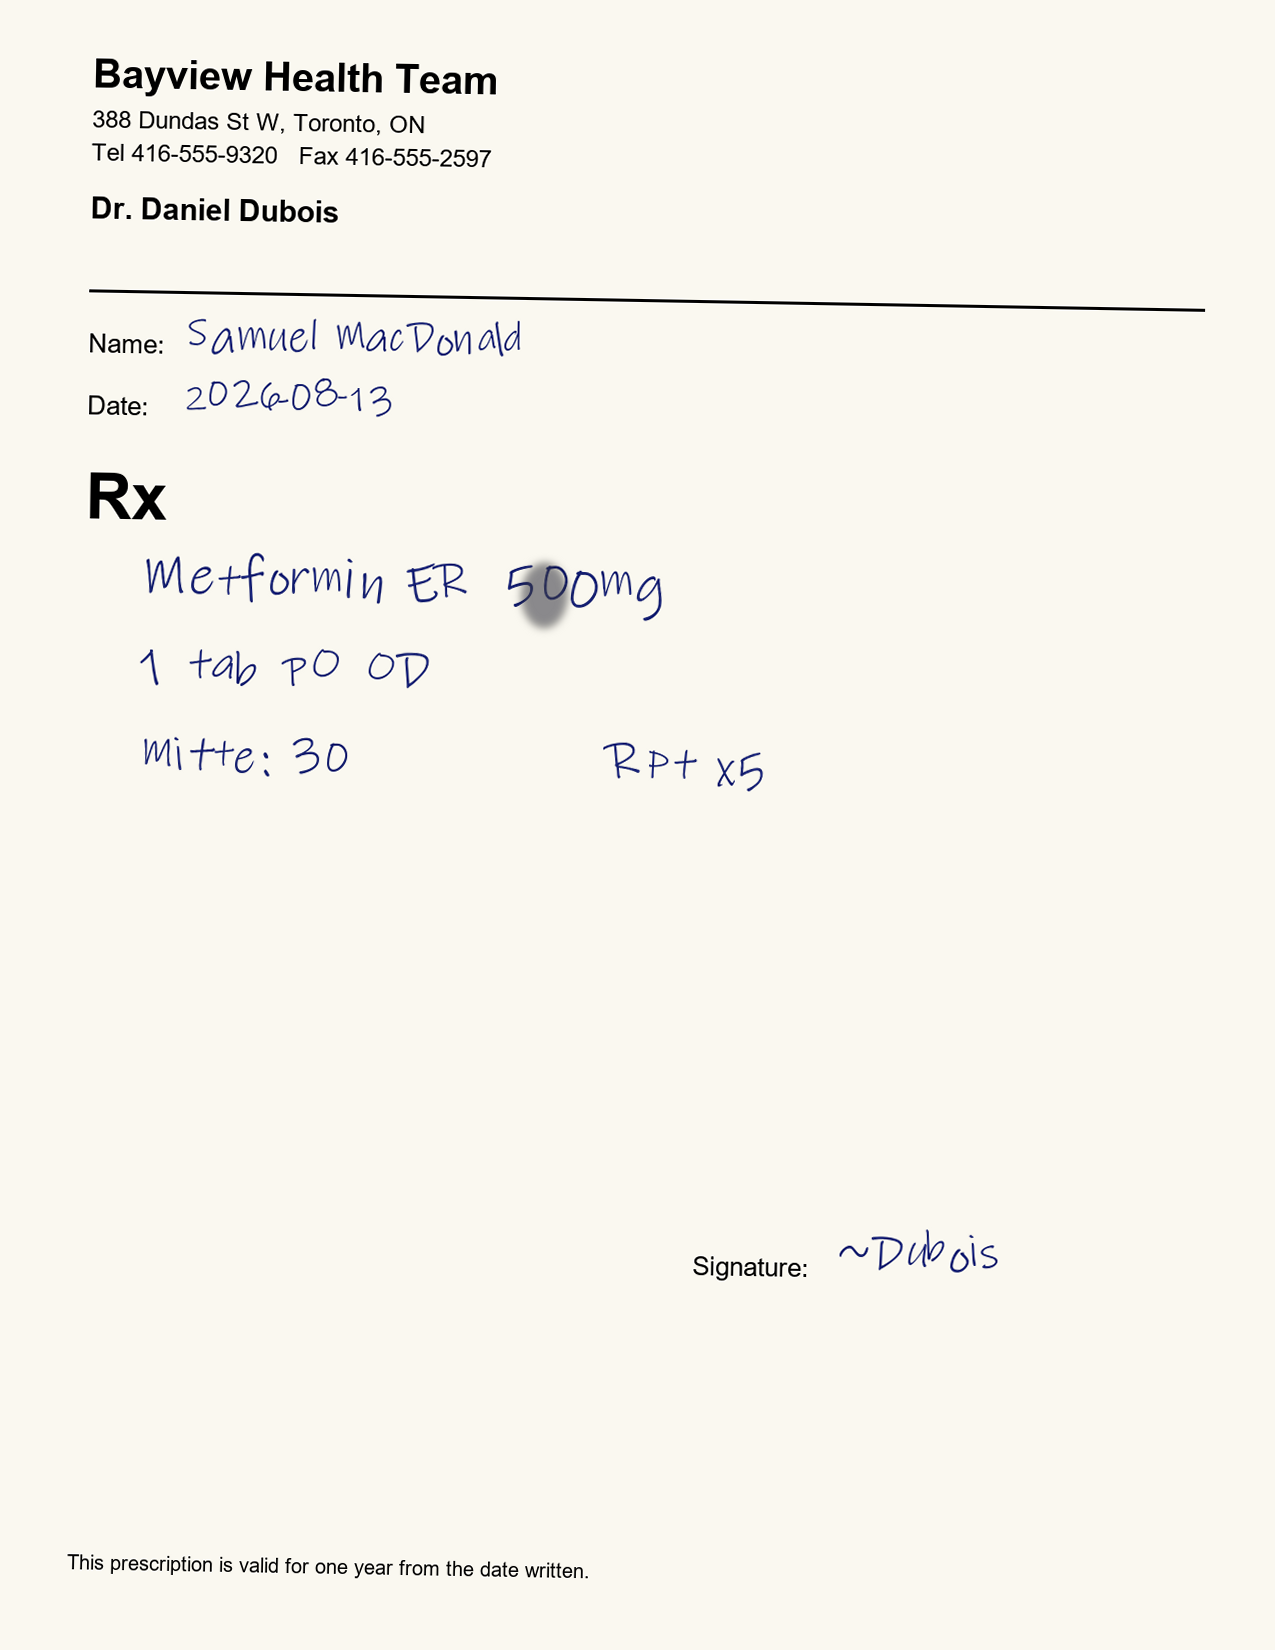 Bayview Health Team
388 Dundas St W, Toronto, ON
Tel 416-555-9320 Fax 416-555-2597
Dr. Daniel Dubois
Name: Samuel MacDonald
Date: 2026-08-13
Rx
Metformin ER 500mg
1 tab po OD
Mitte: 30 Rpt x5
Signature: ~Dubois
This prescription is valid for one year from the date written.